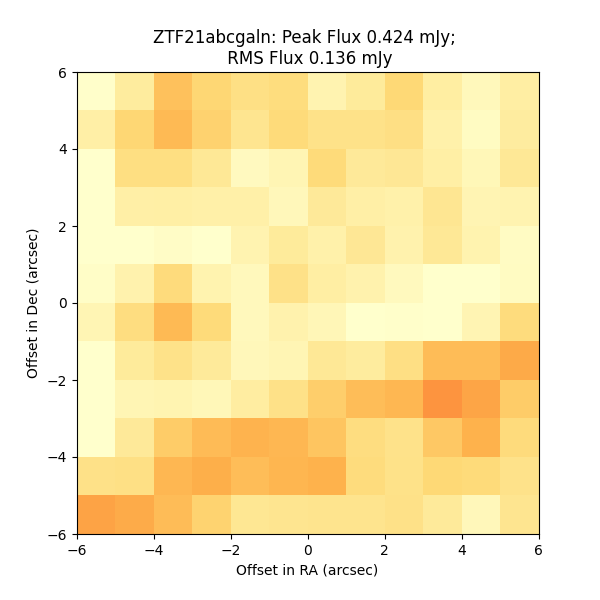 ZTF21abcgaln: Peak Flux 0.424 mJy;
RMS Flux 0.136 mJy
6
4
2
0
−2
−4
−6
Offset in Dec (arcsec)
−6 −4 −2 0 2 4 6
Offset in RA (arcsec)